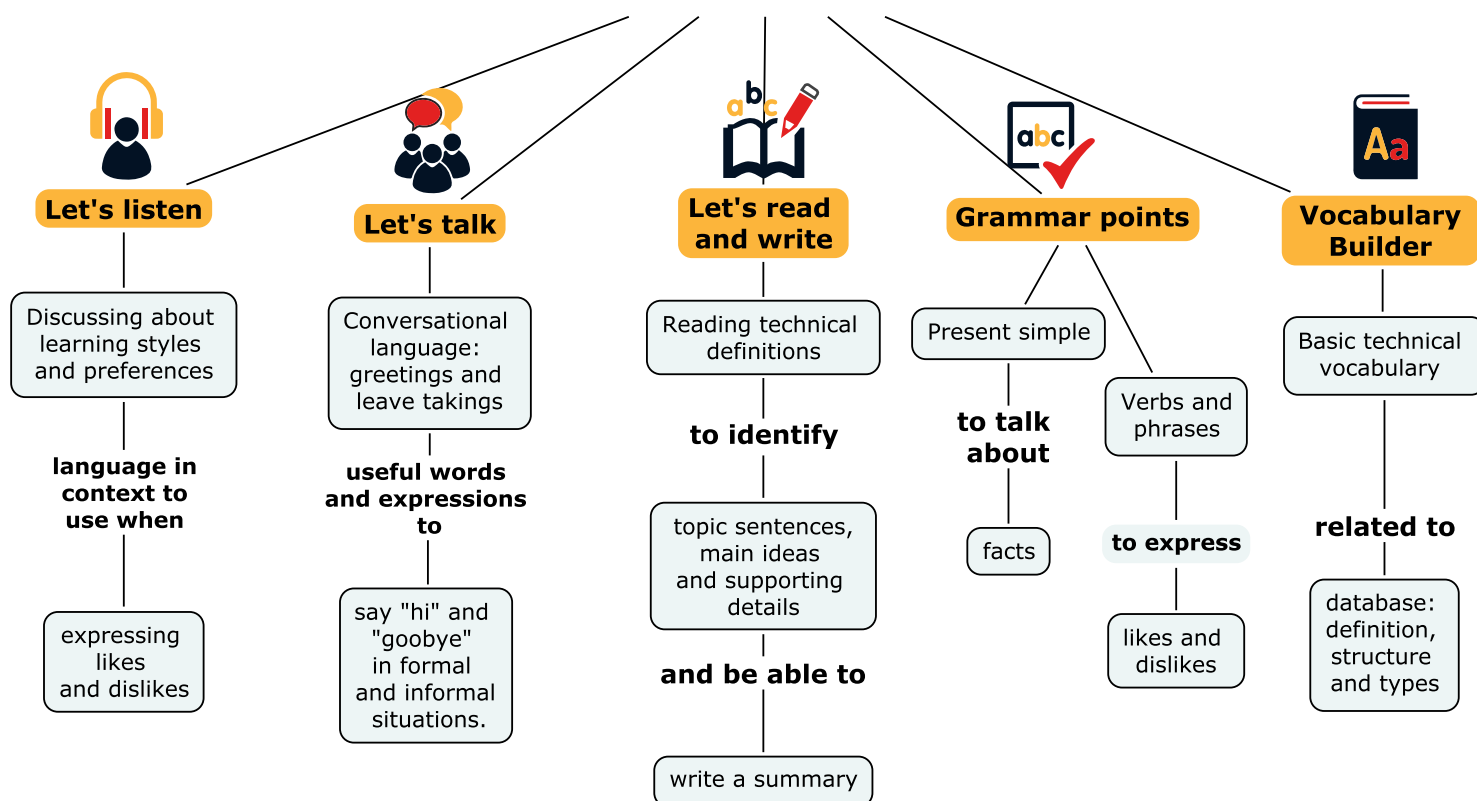 abc
abc
Aa
Let's listen
Let's talk
Let's read
and write
Grammar points
Vocabulary
Builder
Discussing about
learning styles
and preferences
language in
context to
use when
expressing
likes
and dislikes
Conversational
language:
greetings and
leave takings
useful words
and expressions
to
say "hi" and
"goobye"
in formal
and informal
situations.
Reading technical
definitions
to identify
topic sentences,
main ideas
and supporting
details
and be able to
write a summary
Present simple
to talk
about
facts
Verbs and
phrases
to express
likes and
dislikes
Basic technical
vocabulary
related to
database:
definition,
structure
and types